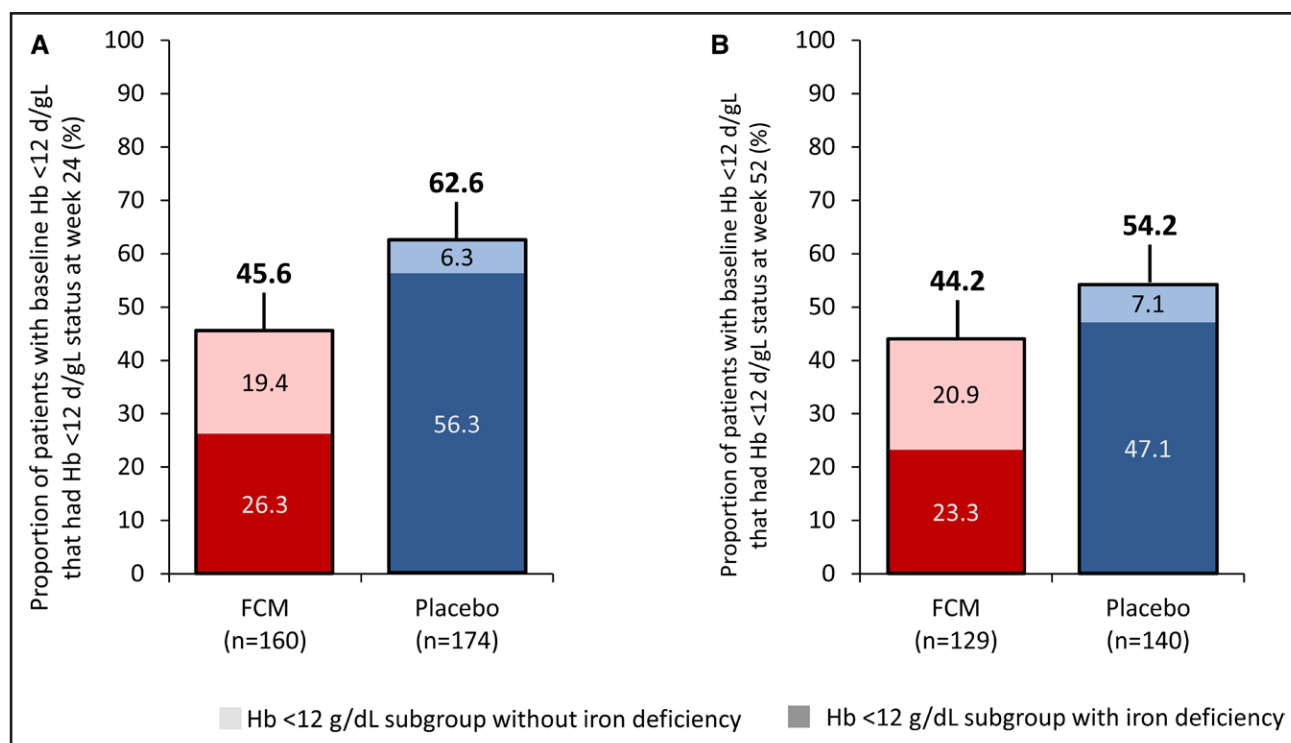 A
Proportion of patients with baseline Hb <12 d/gL
that had Hb <12 d/gL status at week 24 (%)
100
90
80
70
60
50
40
30
20
10
0
45.6
19.4
26.3
62.6
6.3
56.3
FCM
(n=160)
Placebo
(n=174)
B
Proportion of patients with baseline Hb <12 d/gL
that had Hb <12 d/gL status at week 52 (%)
100
90
80
70
60
50
40
30
20
10
0
44.2
20.9
23.3
54.2
7.1
47.1
FCM
(n=129)
Placebo
(n=140)
Hb <12 g/dL subgroup without iron deficiency
Hb <12 g/dL subgroup with iron deficiency